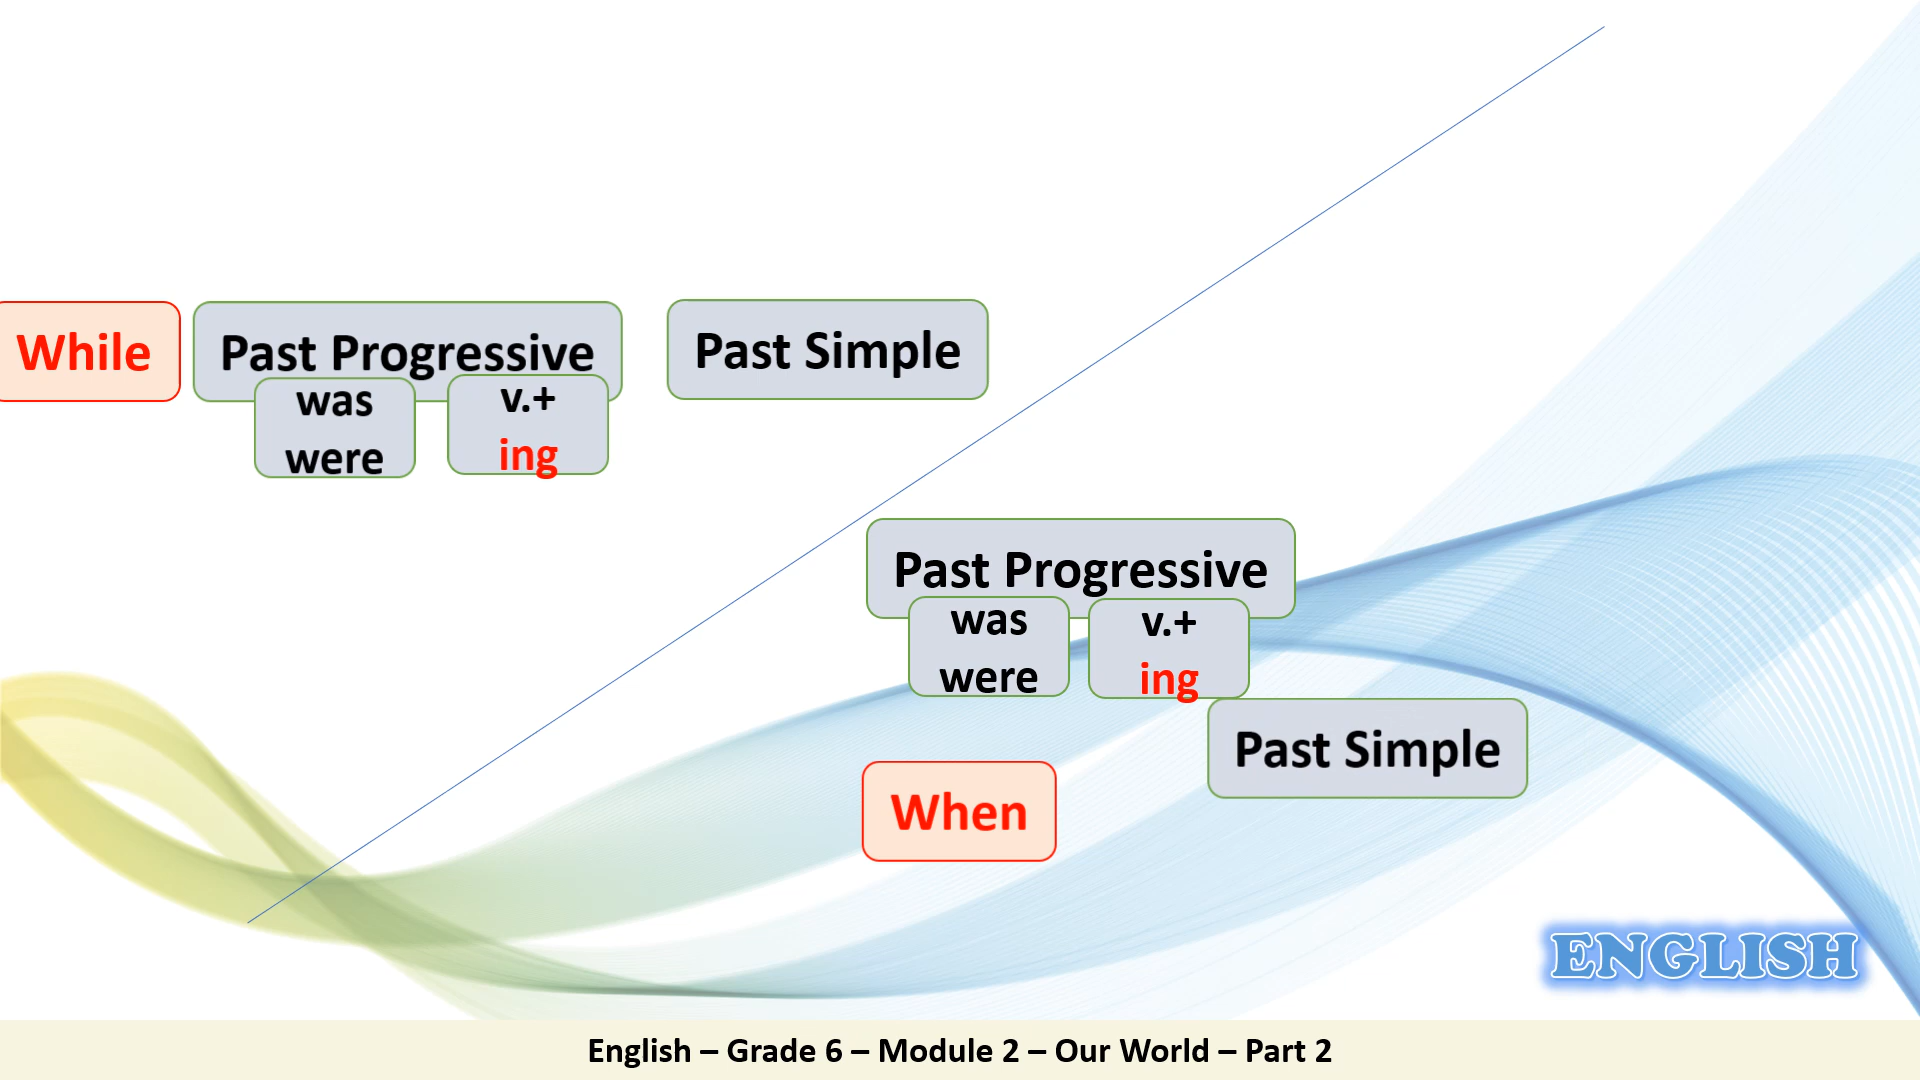 While
Past Progressive
Past Simple
was
were
v.+
ing
Past Progressive
was
were
v.+
ing
Past Simple
When
ENGLISH
English – Grade 6 – Module 2 – Our World – Part 2